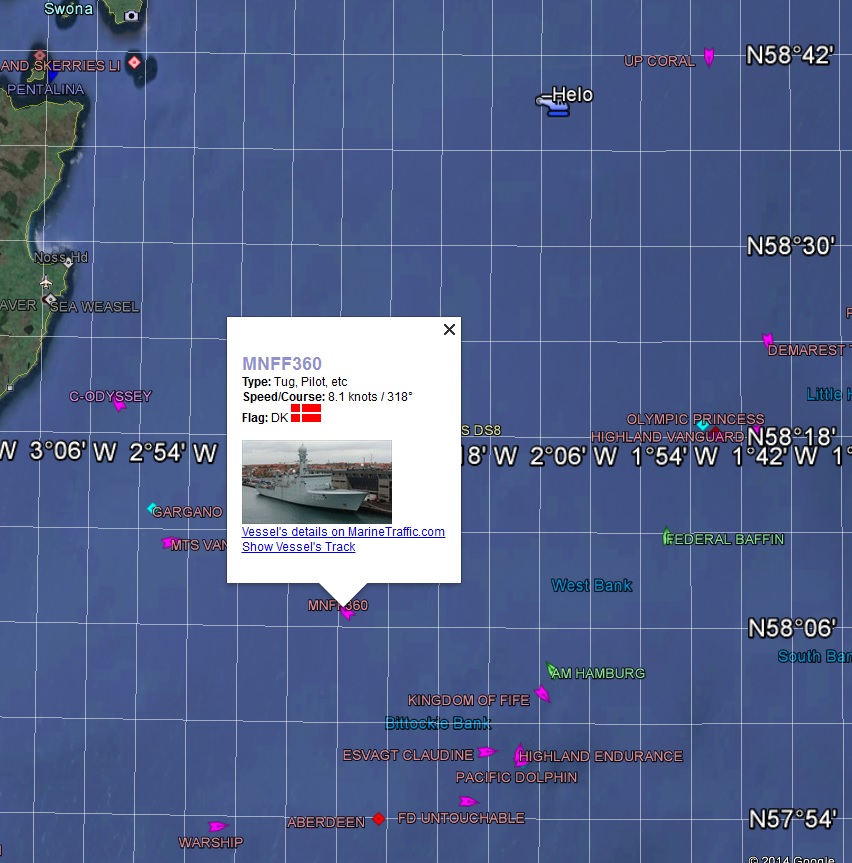 Swona
UP CORAL
N58°42'
AND SKERRIES LI
PENTALINA
Helo
N58°30'
Noss Hd
AVER
SEA WEASEL
MNFF360
Type: Tug, Pilot, etc
Speed/Course: 8.1 knots / 318°
Flag: DK
DEMAREST
Little
C-ODYSSEY
OLYMPIC PRINCESS
S DS8
HIGHLAND VANGUARD
N58°18'
W 3°06' W 2°54' W
8' W 2°06' W 1°54' W 1°42' W 1°
GARGANO
Vessel's details on MarineTraffic.com
Show Vessel's Track
MTS VAN
FEDERAL BAFFIN
West Bank
MNFF360
N58°06'
South Ban
AM HAMBURG
KINGDOM OF FIFE
Bittockie Bank
ESVAGT CLAUDINE
HIGHLAND ENDURANCE
PACIFIC DOLPHIN
ABERDEEN
FD UNTOUCHABLE
N57°54'
WARSHIP
© 2014 Google